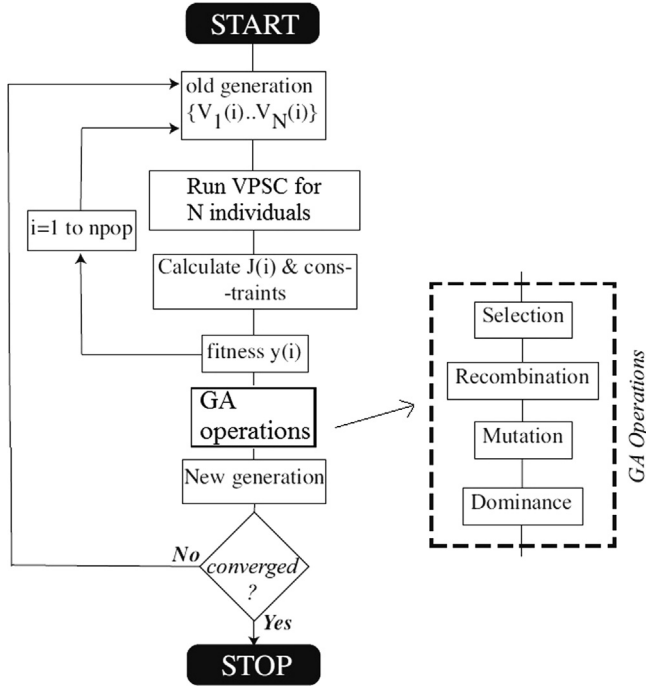 START
old generation
{V1(i)..VN(i)}
Run VPSC for
N individuals
i=1 to npop
Calculate J(i) & cons-
-traints
fitness y(i)
GA
operations
New generation
No
converged
?
Yes
STOP
Selection
Recombination
Mutation
Dominance
GA Operations